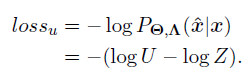 loss_u = − log P_{Θ,Λ}(x̂|x)
= −(log U − log Z).